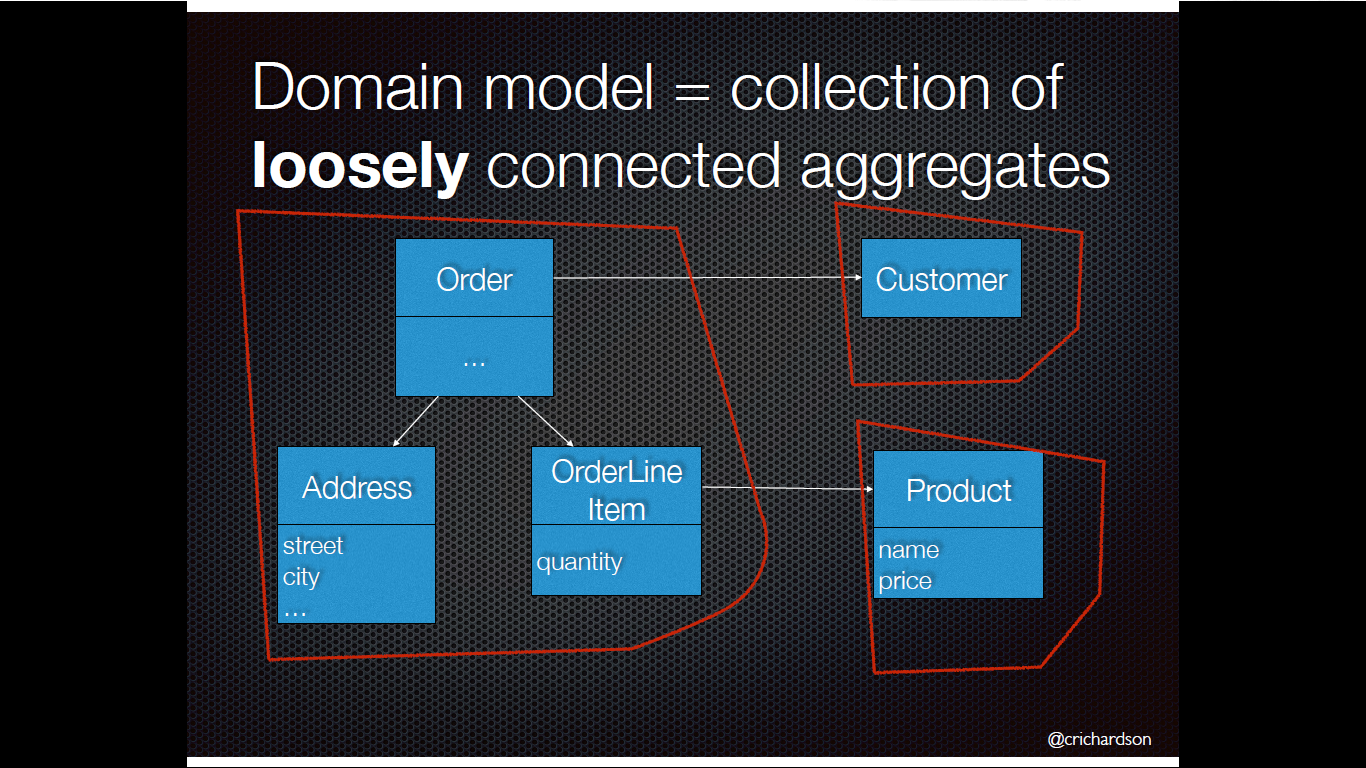 Domain model = collection of
loosely connected aggregates
Order
...
Customer
Address
street
city
...
OrderLine
Item
quantity
Product
name
price
@crichardson